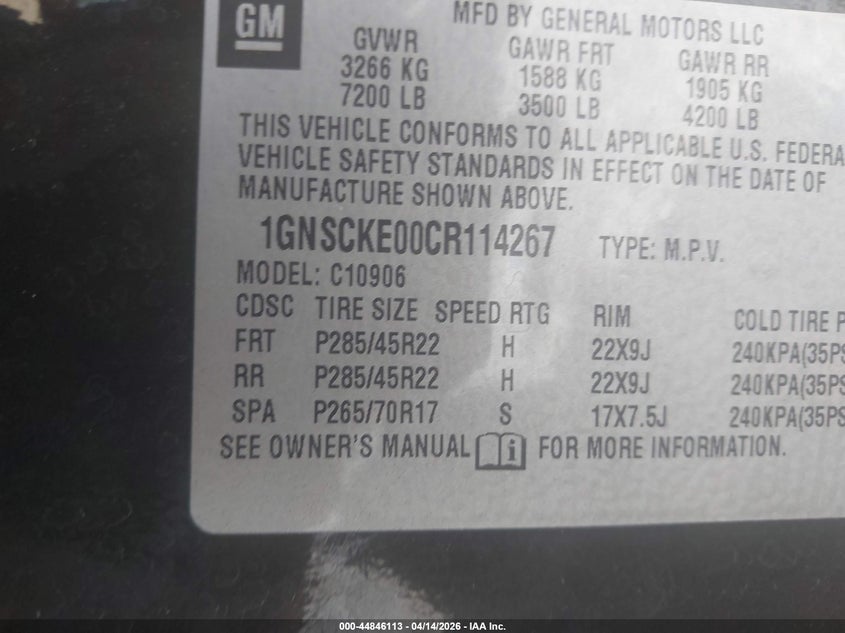 GM
MFD BY GENERAL MOTORS LLC
GVWR GAWR FRT GAWR RR
3266 KG 1588 KG 1905 KG
7200 LB 3500 LB 4200 LB
THIS VEHICLE CONFORMS TO ALL APPLICABLE U.S. FEDERA
VEHICLE SAFETY STANDARDS IN EFFECT ON THE DATE OF
MANUFACTURE SHOWN ABOVE.
1GNSCKE00CR114267 TYPE: M.P.V.
MODEL: C10906
CDSC TIRE SIZE SPEED RTG RIM COLD TIRE P
FRT P285/45R22 H 22X9J 240KPA(35PS
RR P285/45R22 H 22X9J 240KPA(35PS
SPA P265/70R17 S 17X7.5J 240KPA(35PS
SEE OWNER'S MANUAL FOR MORE INFORMATION.
000-44846113 - 04/14/2026 - IAA Inc.